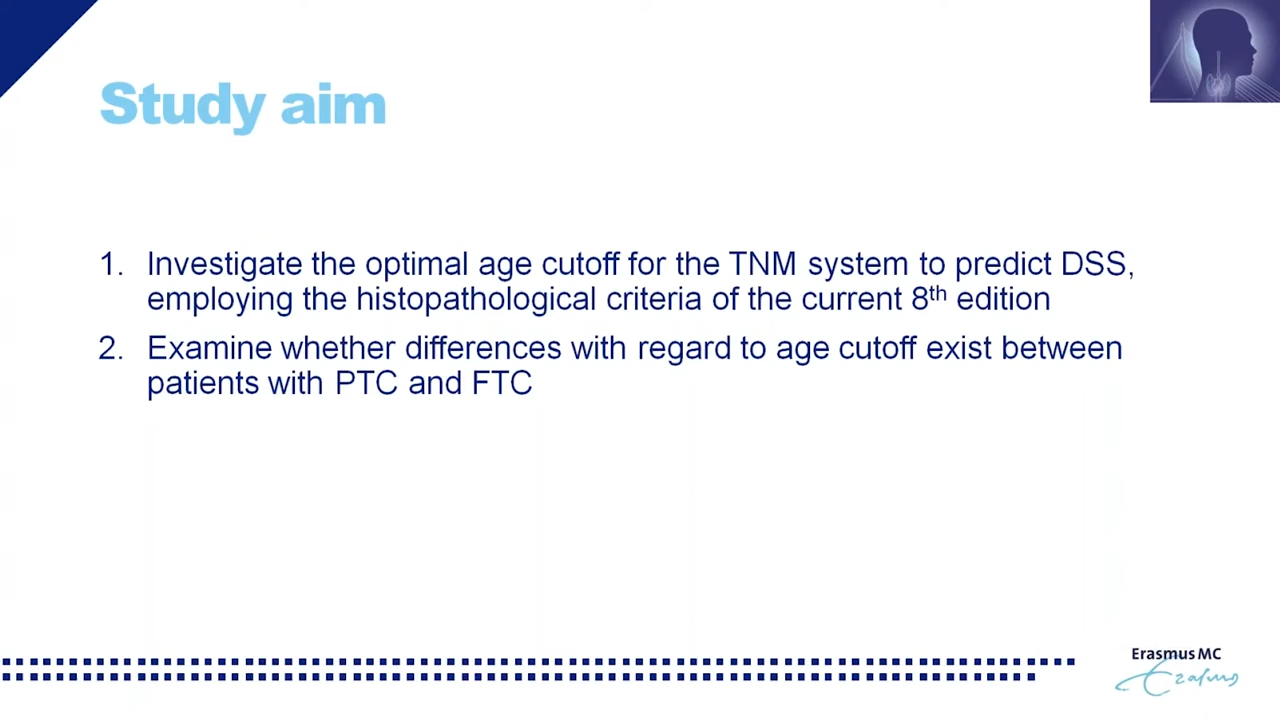 Study aim
1. Investigate the optimal age cutoff for the TNM system to predict DSS,
employing the histopathological criteria of the current 8th edition
2. Examine whether differences with regard to age cutoff exist between
patients with PTC and FTC
Erasmus MC
Erasmus